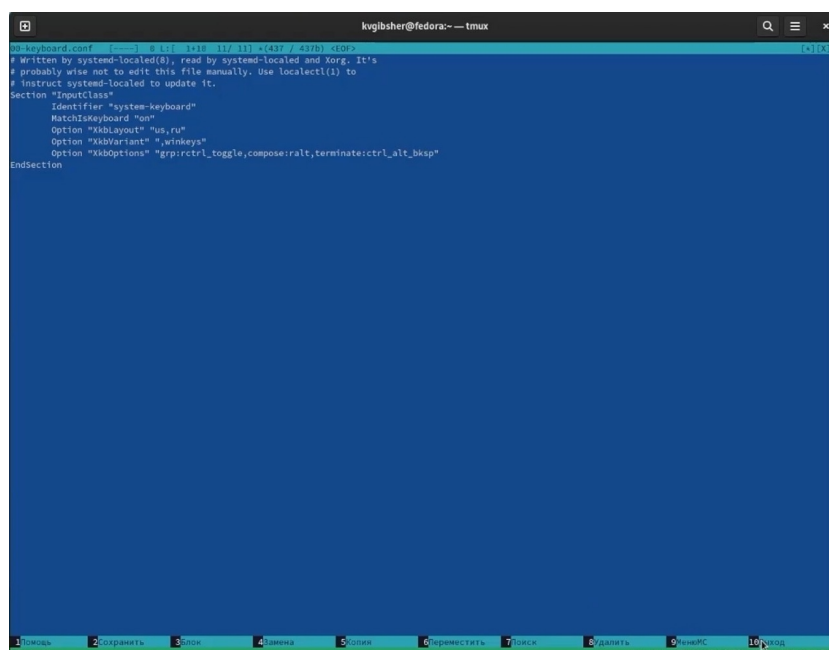 kvgibsher@fedora:~ — tmux
00-keyboard.conf [----] 0 L:[ 1+10 11/ 11] *(437 / 437b) <EOF> [*][X]
# Written by systemd-localed(8), read by systemd-localed and Xorg. It's
# probably wise not to edit this file manually. Use localectl(1) to
# instruct systemd-localed to update it.
Section "InputClass"
Identifier "system-keyboard"
MatchIsKeyboard "on"
Option "XkbLayout" "us,ru"
Option "XkbVariant" ",winkeys"
Option "XkbOptions" "grp:rctrl_toggle,compose:ralt,terminate:ctrl_alt_bksp"
EndSection
1Помощь 2Сохранить 3Блок 4Замена 5Копия 6Переместить 7Поиск 8Удалить 9МенюMC 10Выход